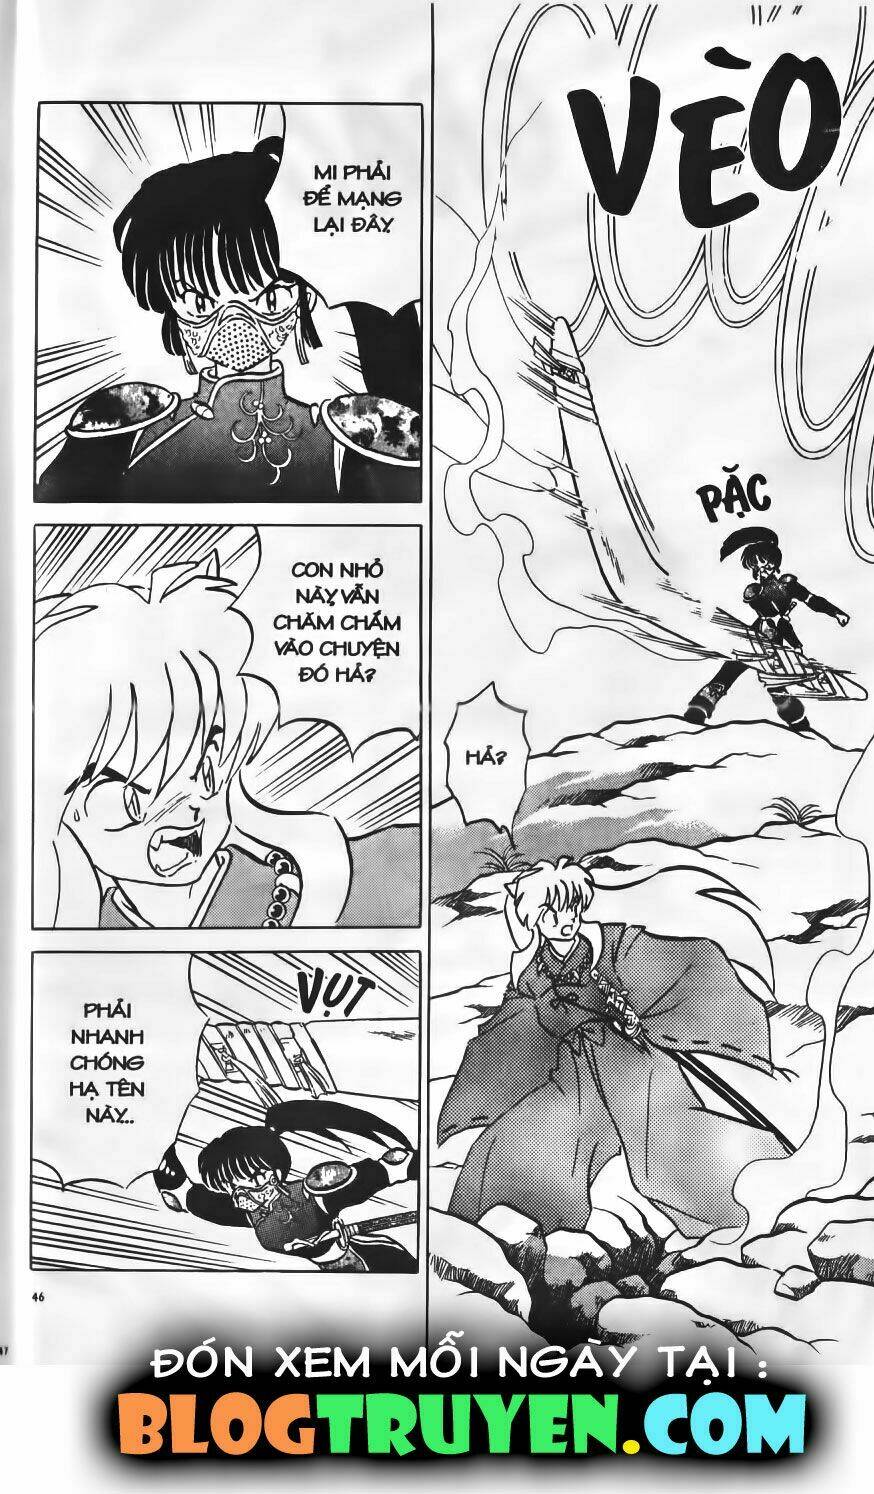 VÈO
PẶC
HẢ?
MI PHẢI
ĐỂ MẠNG
LẠI ĐÂY.
CON NHỎ
NÀY, VẪN
CHĂM CHẮM
VÀO CHUYỆN
ĐÓ HẢ?
VỤT
PHẢI
NHANH
CHÓNG
HẠ TÊN
NÀY...
46
47
ĐÓN XEM MỖI NGÀY TẠI :
BLOGTRUYEN.COM